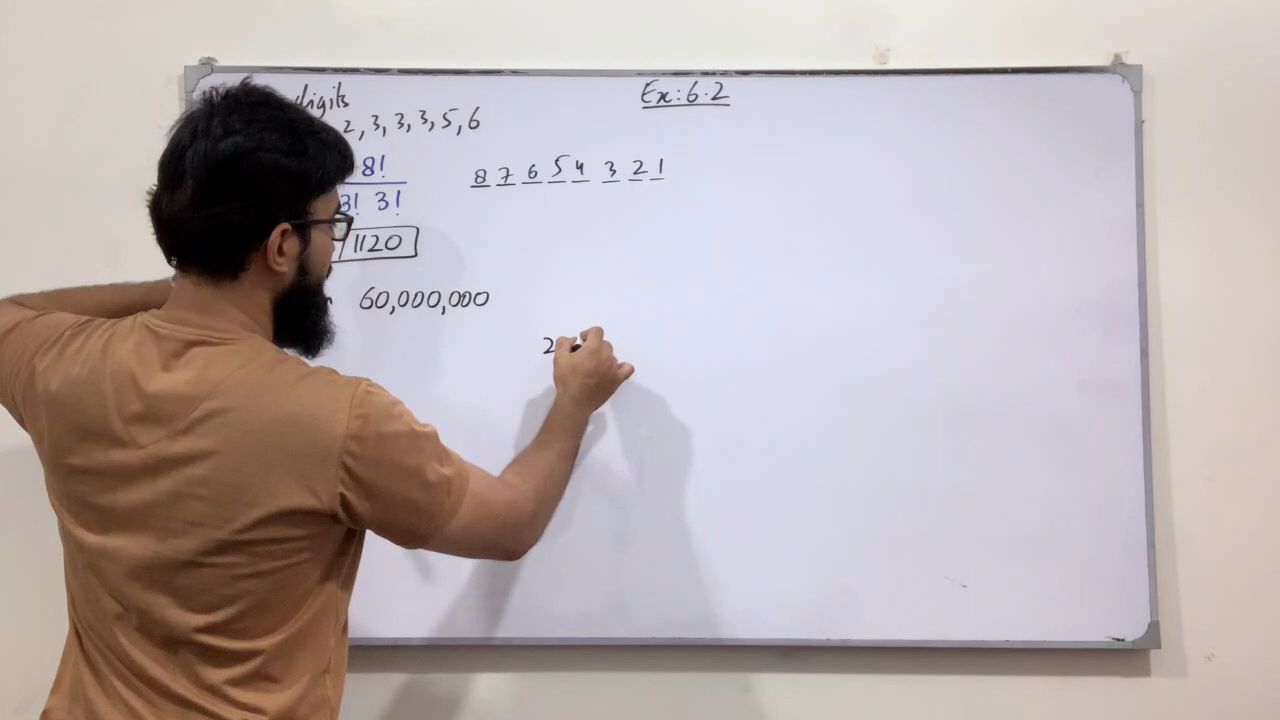 Ex: 6.2
digits
2, 3, 3, 3, 5, 6
8!
3! 3!
8 7 6 5 4 3 2 1
1120
60,000,000
2